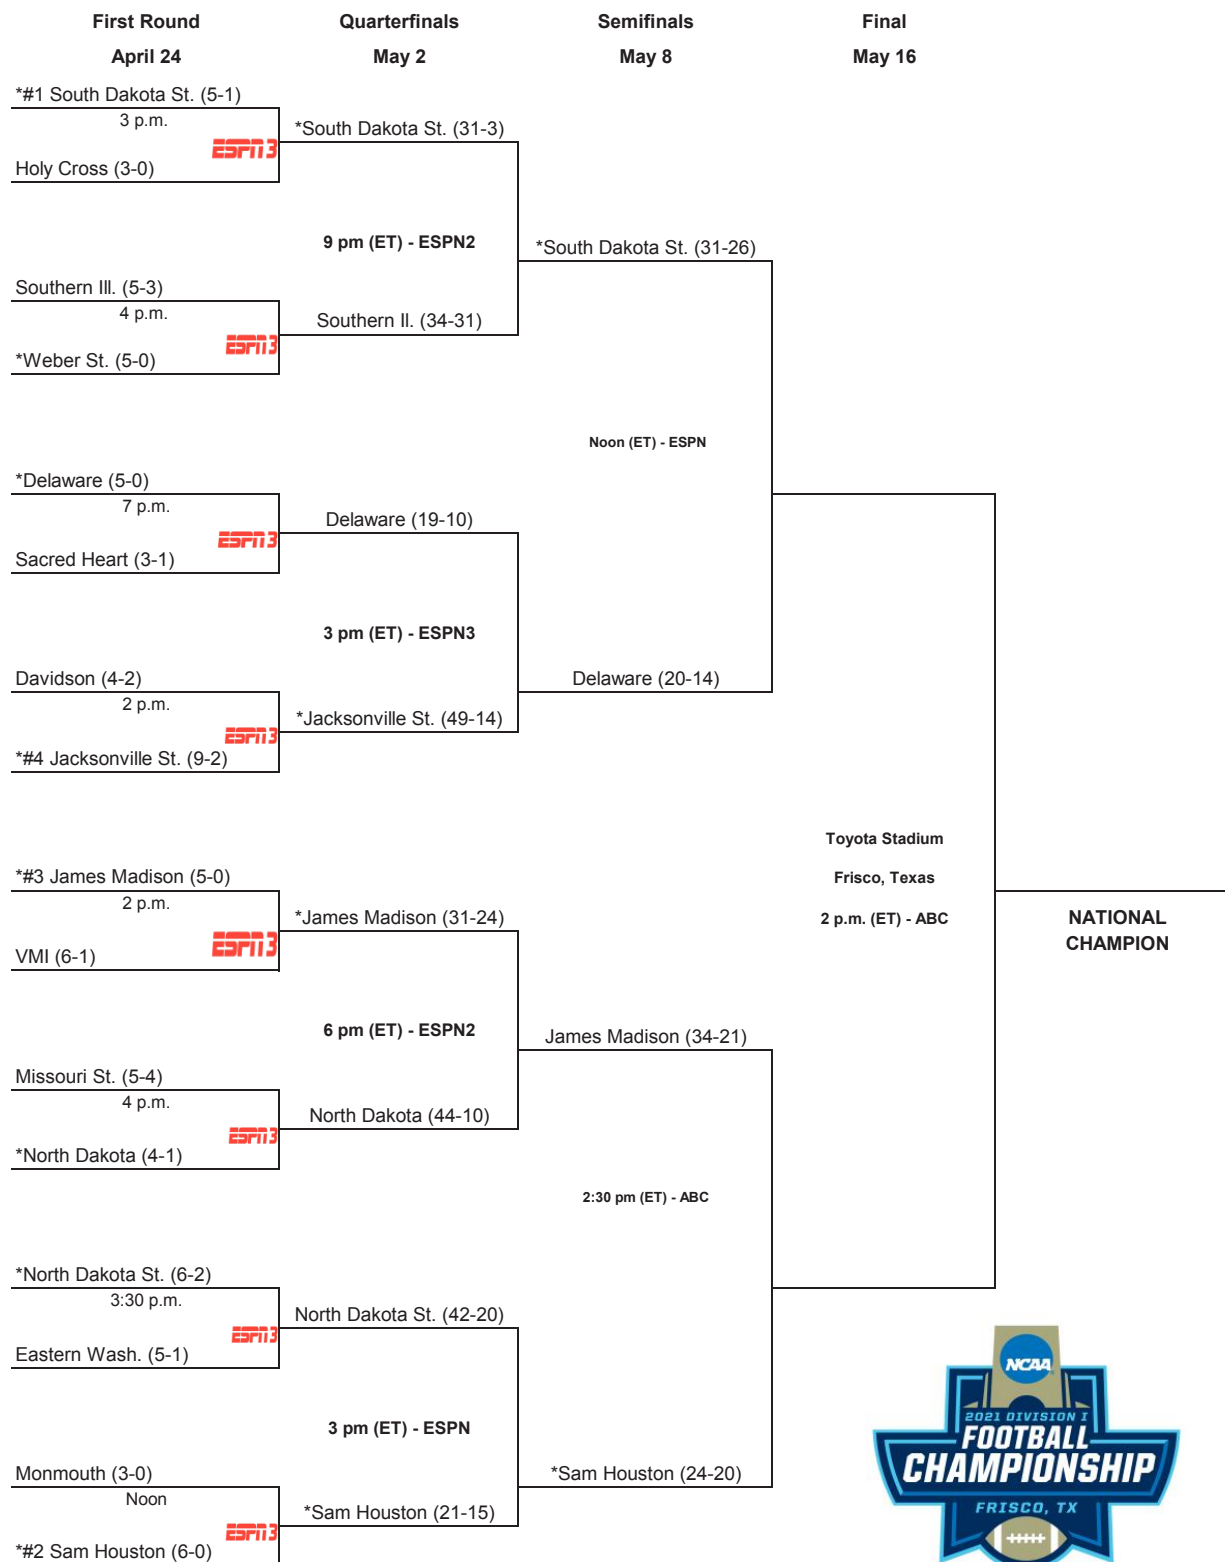 First Round Quarterfinals Semifinals Final
April 24 May 2 May 8 May 16
*#1 South Dakota St. (5-1)
3 p.m.
ESPN3
Holy Cross (3-0)
*South Dakota St. (31-3)
9 pm (ET) - ESPN2
Southern Ill. (5-3)
4 p.m.
ESPN3
*Weber St. (5-0)
Southern Il. (34-31)
*South Dakota St. (31-26)
Noon (ET) - ESPN
*Delaware (5-0)
7 p.m.
ESPN3
Sacred Heart (3-1)
Delaware (19-10)
3 pm (ET) - ESPN3
Davidson (4-2)
2 p.m.
ESPN3
*#4 Jacksonville St. (9-2)
*Jacksonville St. (49-14)
Delaware (20-14)
Toyota Stadium
Frisco, Texas
2 p.m. (ET) - ABC
NATIONAL
CHAMPION
*#3 James Madison (5-0)
2 p.m.
ESPN3
VMI (6-1)
*James Madison (31-24)
6 pm (ET) - ESPN2
Missouri St. (5-4)
4 p.m.
ESPN3
*North Dakota (4-1)
North Dakota (44-10)
James Madison (34-21)
2:30 pm (ET) - ABC
*North Dakota St. (6-2)
3:30 p.m.
ESPN3
Eastern Wash. (5-1)
North Dakota St. (42-20)
3 pm (ET) - ESPN
Monmouth (3-0)
Noon
ESPN3
*#2 Sam Houston (6-0)
*Sam Houston (21-15)
*Sam Houston (24-20)
NCAA
2021 DIVISION I
FOOTBALL
CHAMPIONSHIP
FRISCO, TX